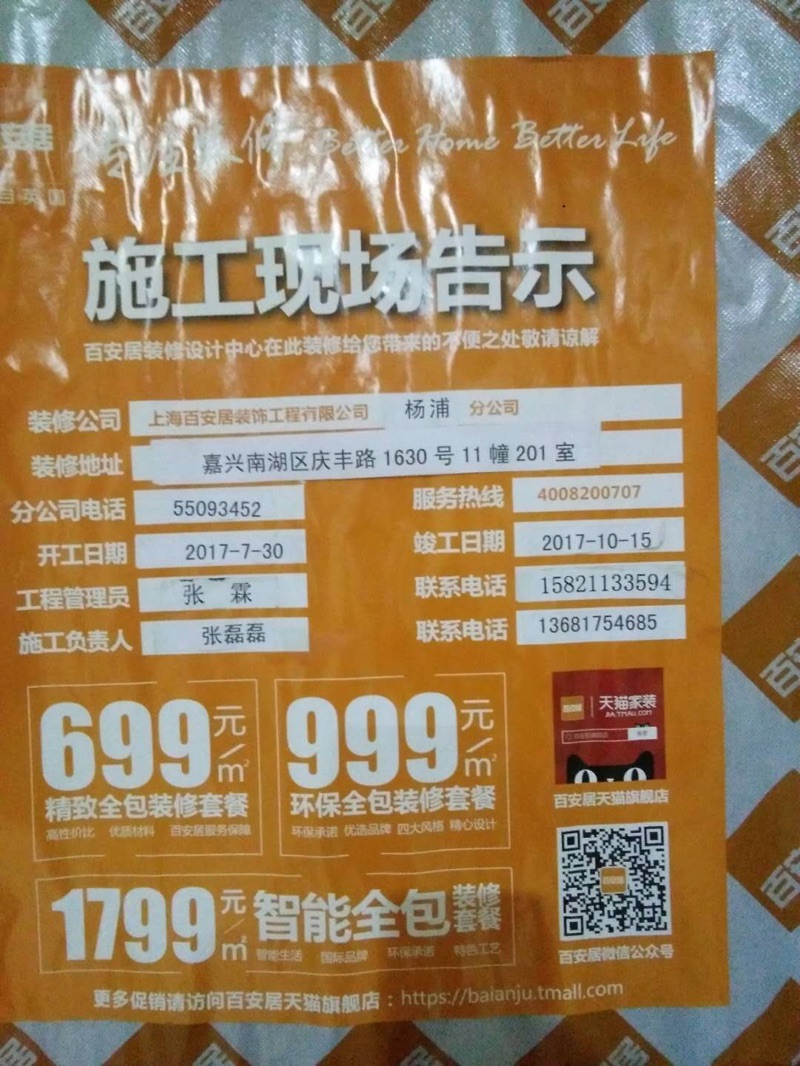 安居
Better Home Better Life
施工现场告示
百安居装修设计中心在此装修给您带来的不便之处敬请谅解
装修公司 上海百安居装饰工程有限公司 杨浦 分公司
装修地址 嘉兴南湖区庆丰路1630号11幢201室
分公司电话 55093452 服务热线 4008200707
开工日期 2017-7-30 竣工日期 2017-10-15
工程管理员 张 霖 联系电话 15821133594
施工负责人 张磊磊 联系电话 13681754685
699元/㎡
精致全包装修套餐
高性价比 优质材料 百安居服务保障
999元/㎡
环保全包装修套餐
环保承诺 优选品牌 四大风格 精心设计
天猫家装
JIA.TMALL.COM
百安居天猫旗舰店
1799元/㎡ 智能全包装修套餐
智能生活 国际品牌 环保承诺 特色工艺
百安居
百安居微信公众号
更多促销请访问百安居天猫旗舰店：https://baianju.tmall.com